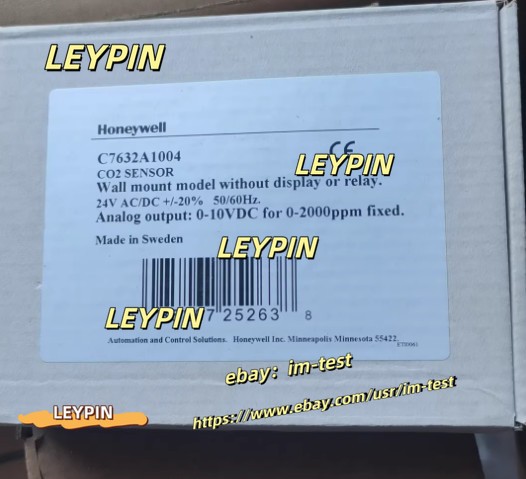 LEYPIN
Honeywell
C7632A1004
CE
CO2 SENSOR
LEYPIN
Wall mount model without display or relay.
24V AC/DC +/-20% 50/60Hz.
Analog output: 0-10VDC for 0-2000ppm fixed.
Made in Sweden
LEYPIN
LEYPIN
7 25263 8
Automation and Control Solutions. Honeywell Inc. Minneapolis Minnesota 55422.
ebay: im-test
LEYPIN
https://www.ebay.com/usr/im-test